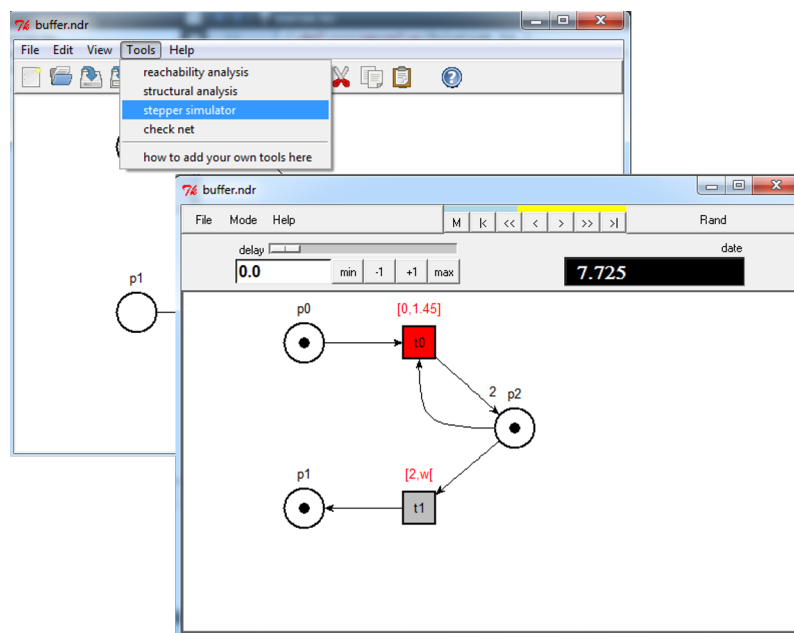 buffer.ndr
File Edit View Tools Help
reachability analysis
structural analysis
stepper simulator
check net
how to add your own tools here
p1
buffer.ndr
File Mode Help
M |< << < > >> >| Rand
delay
date
0.0 min -1 +1 max
7.725
p0 [0,1.45]
t0
2 p2
p1 [2,w[
t1